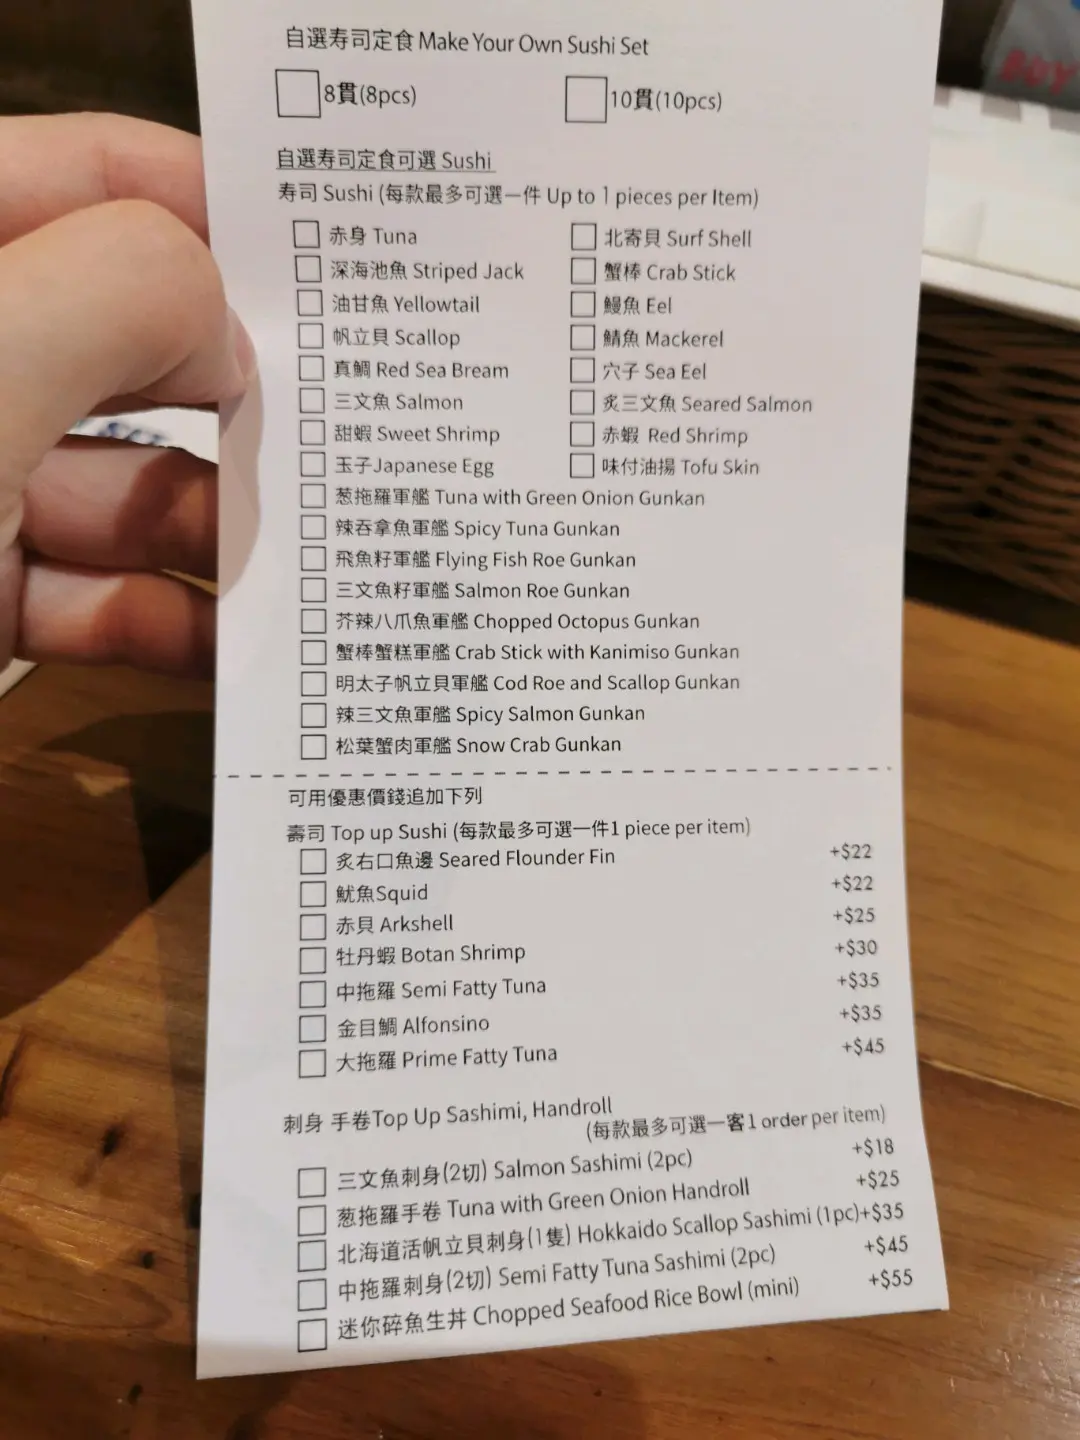 自選寿司定食 Make Your Own Sushi Set
8貫(8pcs) 10貫(10pcs)
自選寿司定食可選 Sushi
寿司 Sushi (每款最多可選一件 Up to 1 pieces per Item)
赤身 Tuna 北寄貝 Surf Shell
深海池魚 Striped Jack 蟹棒 Crab Stick
油甘魚 Yellowtail 鰻魚 Eel
帆立貝 Scallop 鯖魚 Mackerel
真鯛 Red Sea Bream 穴子 Sea Eel
三文魚 Salmon 炙三文魚 Seared Salmon
甜蝦 Sweet Shrimp 赤蝦 Red Shrimp
玉子Japanese Egg 味付油揚 Tofu Skin
葱拖羅軍艦 Tuna with Green Onion Gunkan
辣吞拿魚軍艦 Spicy Tuna Gunkan
飛魚籽軍艦 Flying Fish Roe Gunkan
三文魚籽軍艦 Salmon Roe Gunkan
芥辣八爪魚軍艦 Chopped Octopus Gunkan
蟹棒蟹糕軍艦 Crab Stick with Kanimiso Gunkan
明太子帆立貝軍艦 Cod Roe and Scallop Gunkan
辣三文魚軍艦 Spicy Salmon Gunkan
松葉蟹肉軍艦 Snow Crab Gunkan
可用優惠價錢追加下列
壽司 Top up Sushi (每款最多可選一件1 piece per item)
炙右口魚邊 Seared Flounder Fin +$22
魷魚Squid +$22
赤貝 Arkshell +$25
牡丹蝦 Botan Shrimp +$30
中拖羅 Semi Fatty Tuna +$35
金目鯛 Alfonsino +$35
大拖羅 Prime Fatty Tuna +$45
刺身 手卷Top Up Sashimi, Handroll
(每款最多可選一客1 order per item)
三文魚刺身(2切) Salmon Sashimi (2pc) +$18
葱拖羅手卷 Tuna with Green Onion Handroll +$25
北海道活帆立貝刺身(1隻) Hokkaido Scallop Sashimi (1pc)+$35
中拖羅刺身(2切) Semi Fatty Tuna Sashimi (2pc) +$45
迷你碎魚生丼 Chopped Seafood Rice Bowl (mini) +$55
BUY